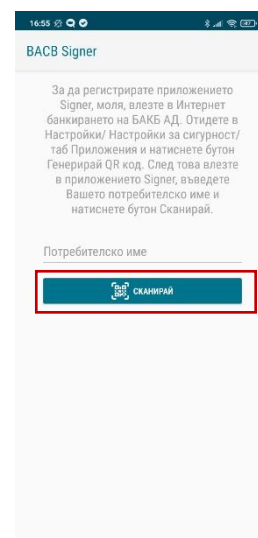 16:55
47
BACB Signer
За да регистрирате приложението
Signer, моля, влезте в Интернет
банкирането на БАКБ АД. Отидете в
Настройки/ Настройки за сигурност/
таб Приложения и натиснете бутон
Генерирай QR код. След това влезте
в приложението Signer, въведете
Вашето потребителско име и
натиснете бутон Сканирай.
Потребителско име
СКАНИРАЙ